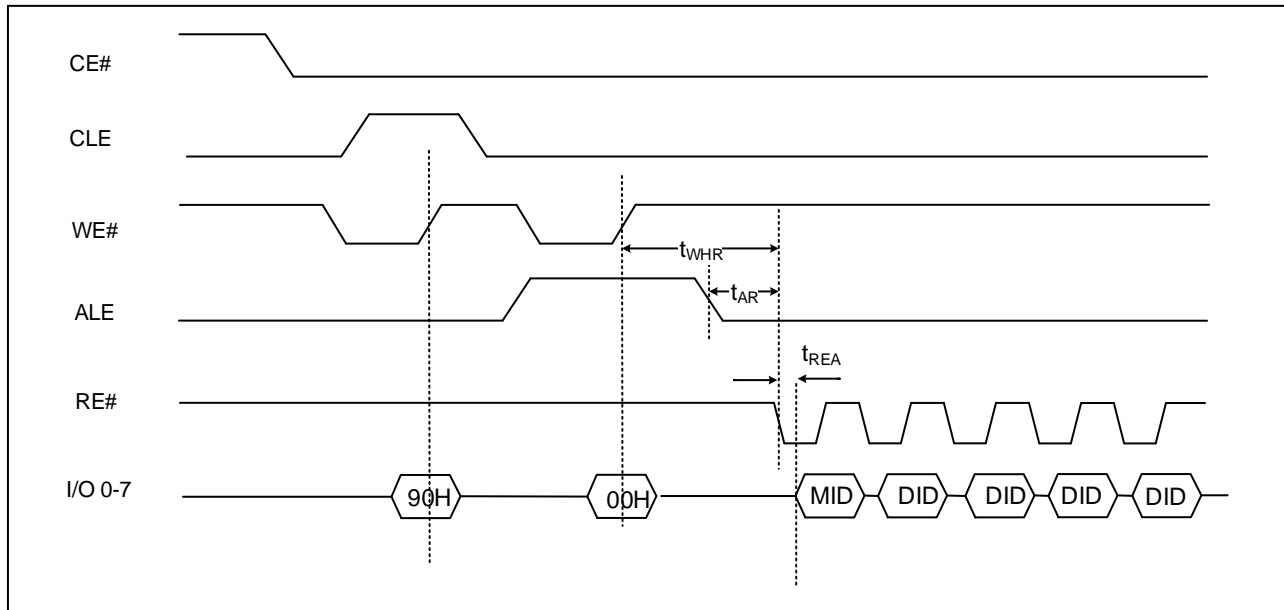 CE#
CLE
WE#
tWHR
tAR
ALE
tREA
RE#
I/O 0-7
90H
00H
MID
DID
DID
DID
DID